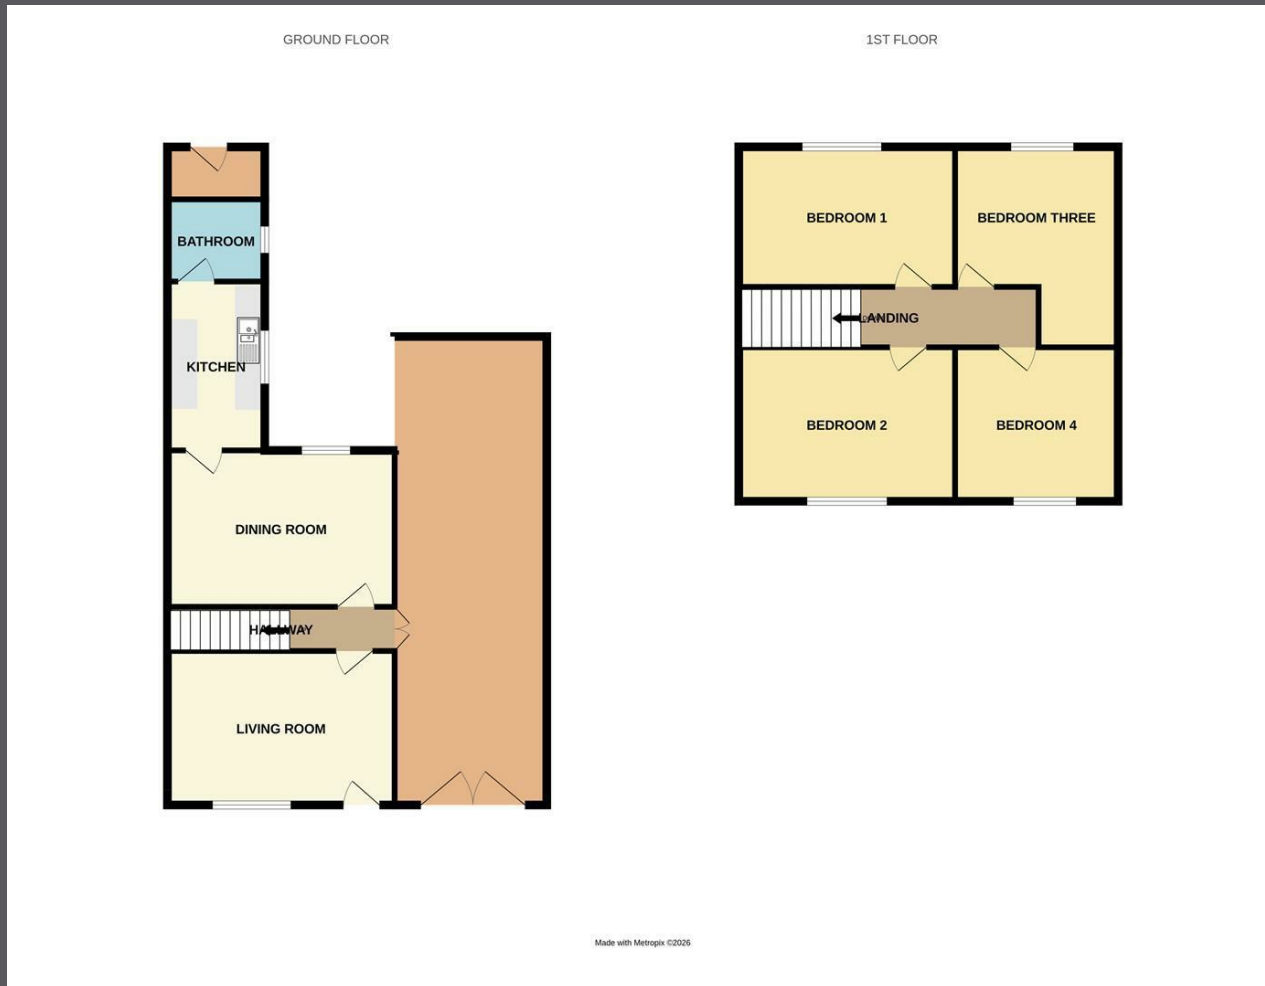 GROUND FLOOR
1ST FLOOR
BATHROOM
KITCHEN
DINING ROOM
HALLWAY
LIVING ROOM
BEDROOM 1
BEDROOM THREE
LANDING
BEDROOM 2
BEDROOM 4
Made with Metropix ©2026